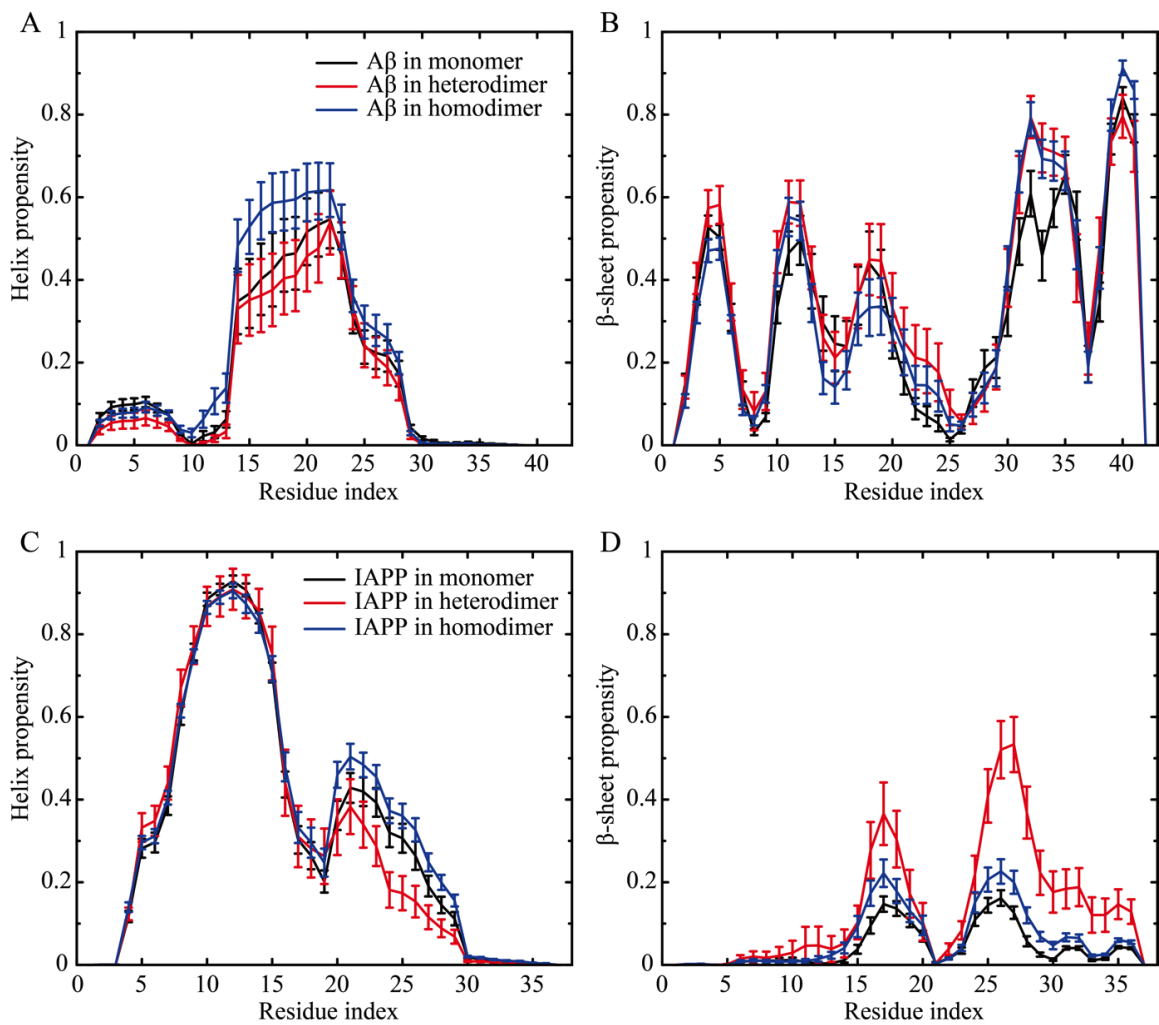 A
1
0.8
0.6
0.4
0.2
0
Helix propensity
Aβ in monomer
Aβ in heterodimer
Aβ in homodimer
0 5 10 15 20 25 30 35 40
Residue index
B
1
0.8
0.6
0.4
0.2
0
β-sheet propensity
0 5 10 15 20 25 30 35 40
Residue index
C
1
0.8
0.6
0.4
0.2
0
Helix propensity
IAPP in monomer
IAPP in heterodimer
IAPP in homodimer
0 5 10 15 20 25 30 35
Residue index
D
1
0.8
0.6
0.4
0.2
0
β-sheet propensity
0 5 10 15 20 25 30 35
Residue index